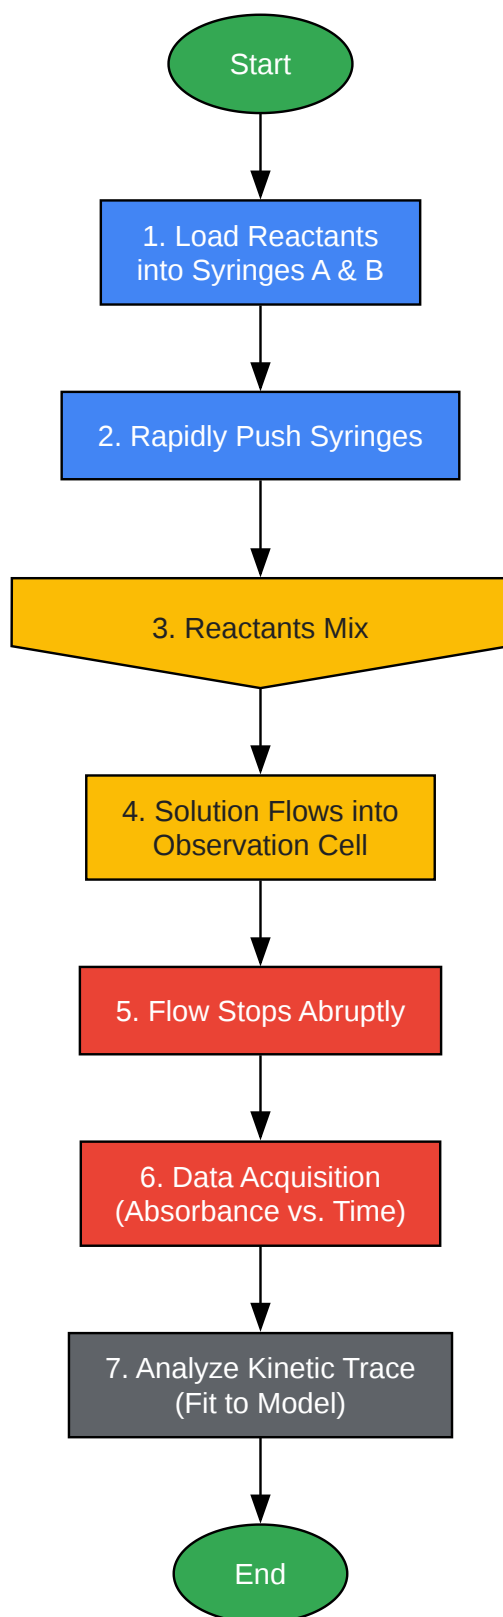 Start
1. Load Reactants
into Syringes A & B
2. Rapidly Push Syringes
3. Reactants Mix
4. Solution Flows into
Observation Cell
5. Flow Stops Abruptly
6. Data Acquisition
(Absorbance vs. Time)
7. Analyze Kinetic Trace
(Fit to Model)
End